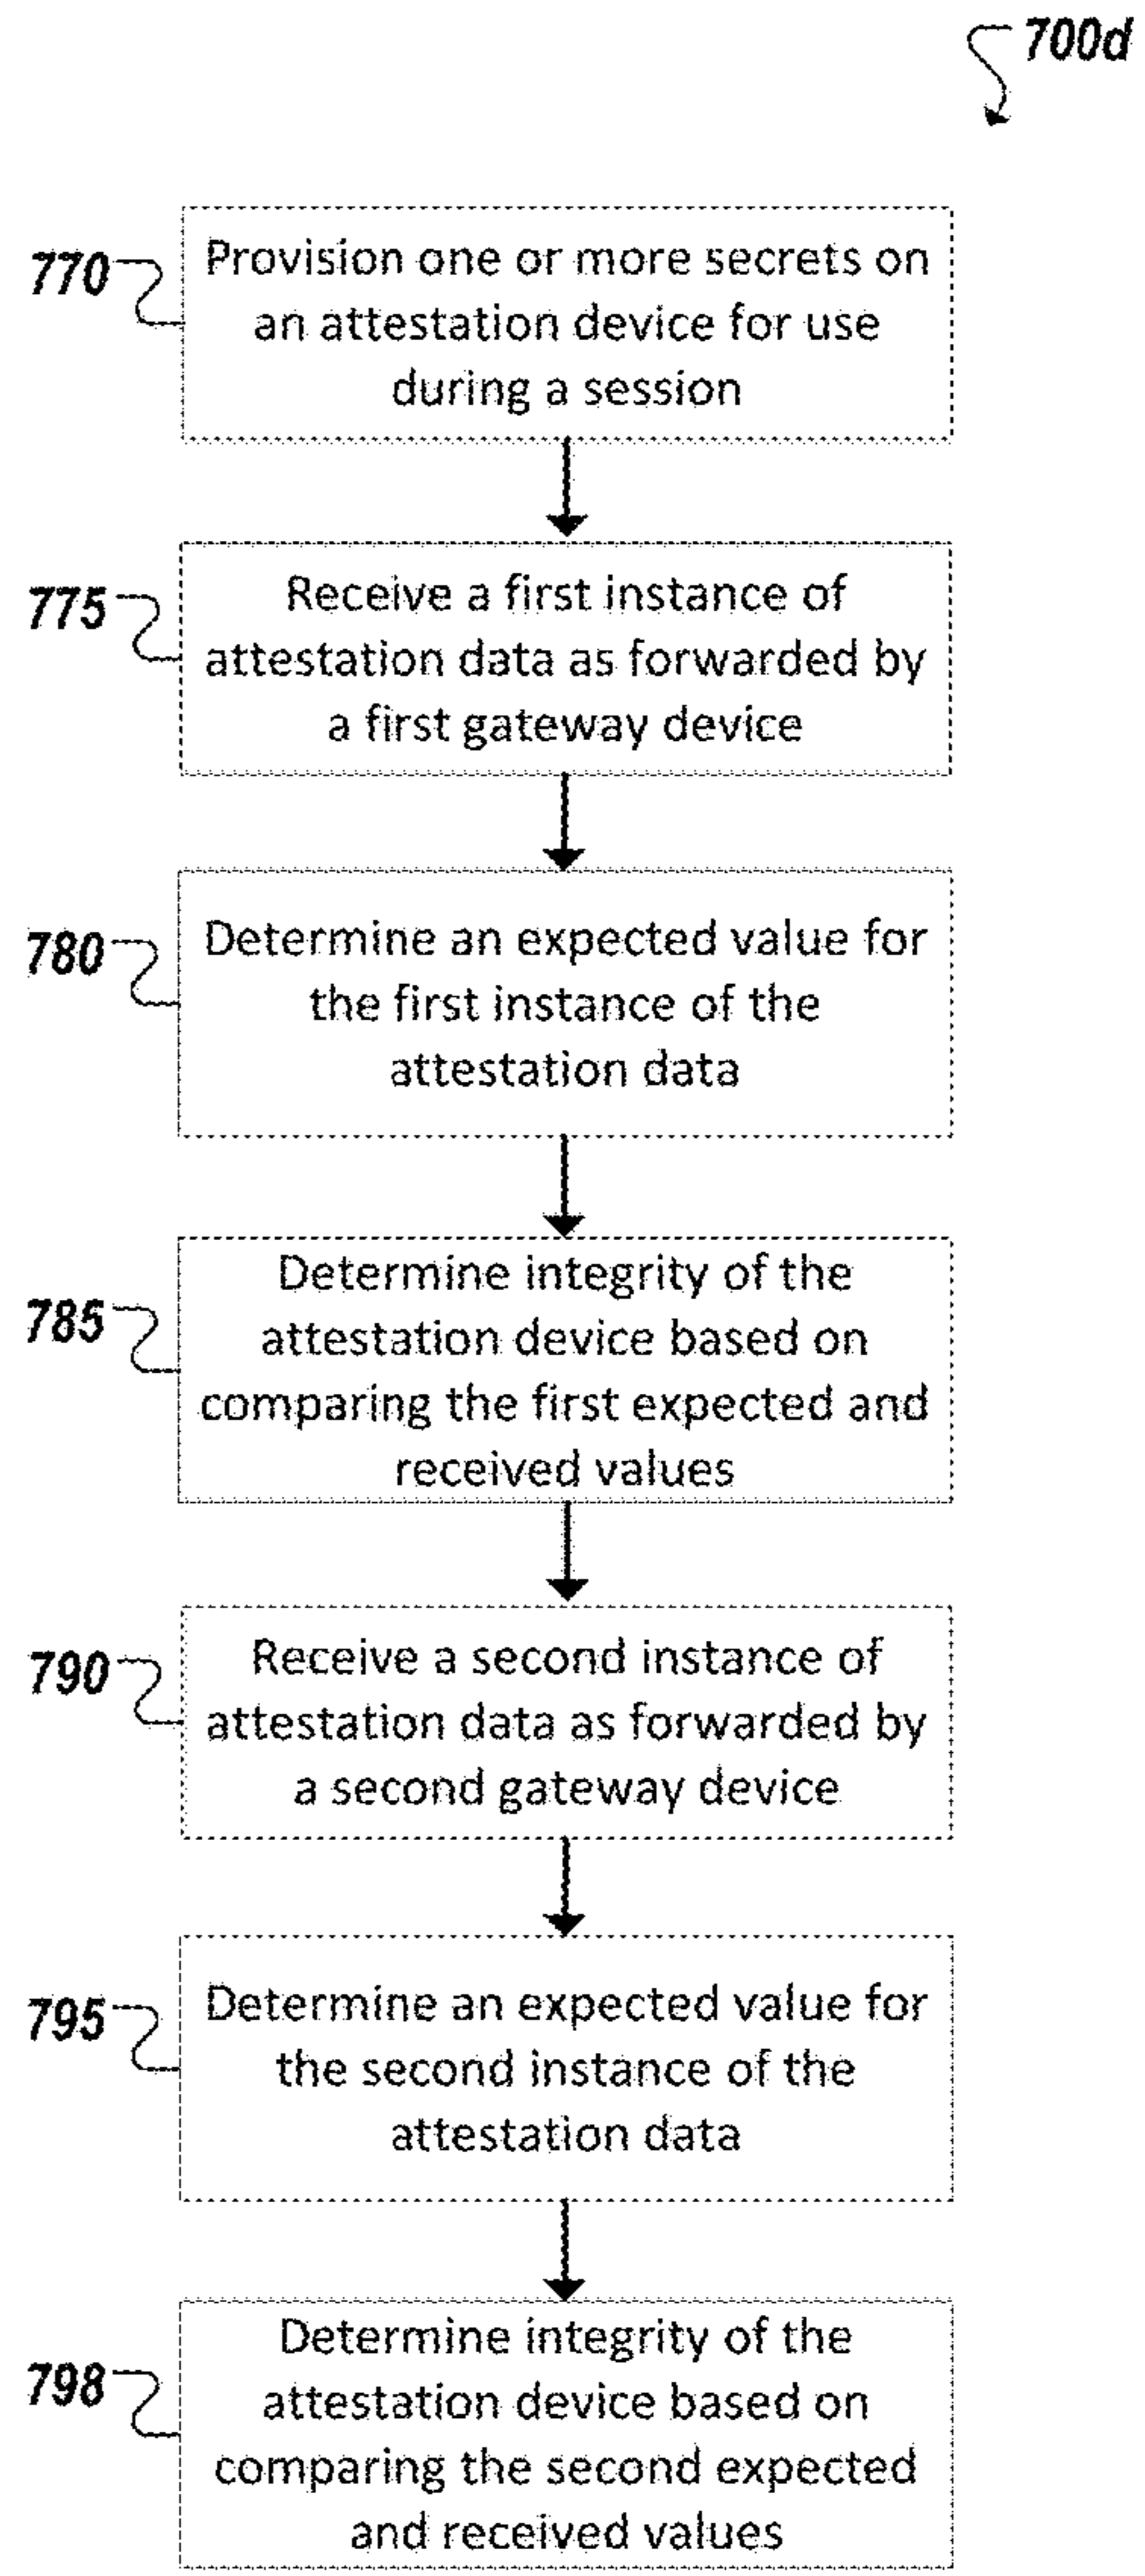 700d
770
Provision one or more secrets on
an attestation device for use
during a session
775
Receive a first instance of
attestation data as forwarded by
a first gateway device
780
Determine an expected value for
the first instance of the
attestation data
785
Determine integrity of the
attestation device based on
comparing the first expected and
received values
790
Receive a second instance of
attestation data as forwarded by
a second gateway device
795
Determine an expected value for
the second instance of the
attestation data
798
Determine integrity of the
attestation device based on
comparing the second expected
and received values